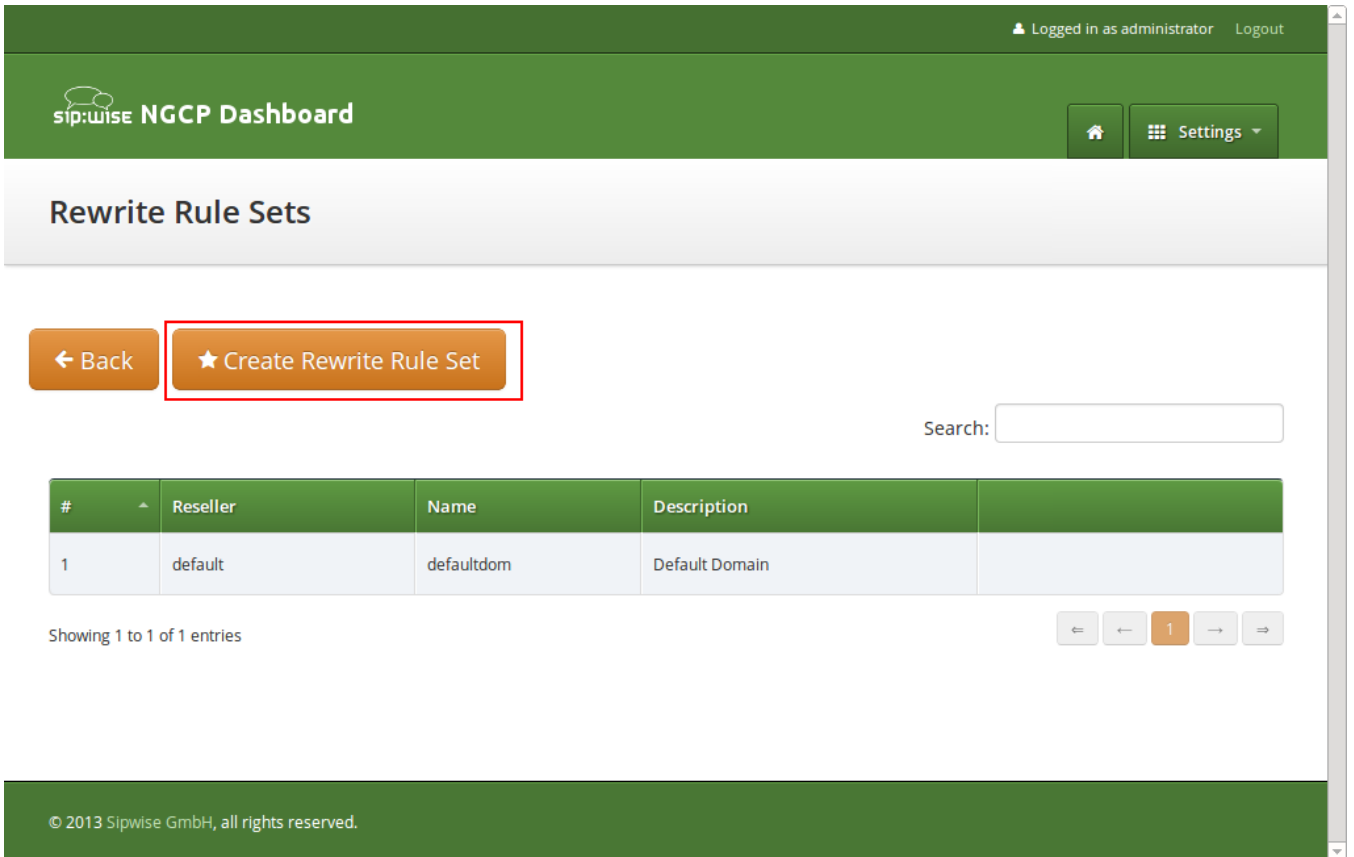 Logged in as administrator Logout
sip:wise NGCP Dashboard
Settings
Rewrite Rule Sets
Back
Create Rewrite Rule Set
Search:
# Reseller Name Description
1 default defaultdom Default Domain
Showing 1 to 1 of 1 entries
⇐ ← 1 → ⇒
© 2013 Sipwise GmbH, all rights reserved.